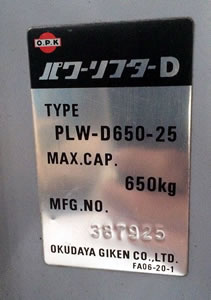 O.P.K
パワーリフターD
TYPE
PLW-D650-25
MAX.CAP.
650kg
MFG.NO.
387925
OKUDAYA GIKEN CO.,LTD.
FA06-20-1